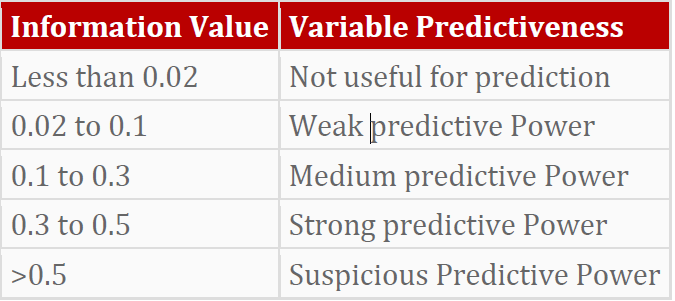 Information Value Variable Predictiveness
Less than 0.02 Not useful for prediction
0.02 to 0.1 Weak predictive Power
0.1 to 0.3 Medium predictive Power
0.3 to 0.5 Strong predictive Power
>0.5 Suspicious Predictive Power